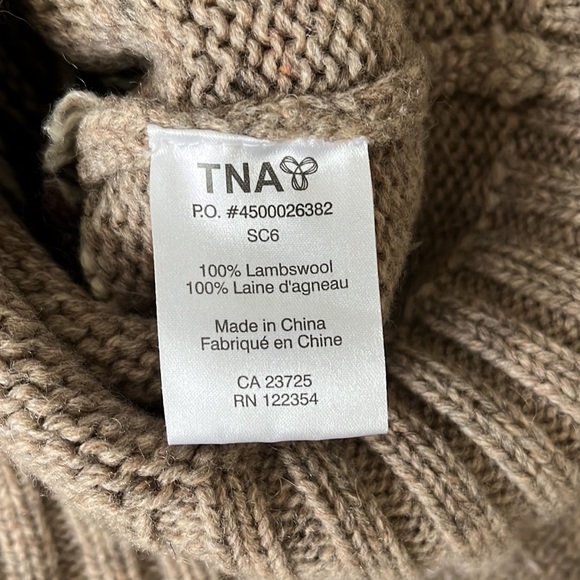 TNA
P.O. #4500026382
SC6
100% Lambswool
100% Laine d'agneau
Made in China
Fabriqué en Chine
CA 23725
RN 122354